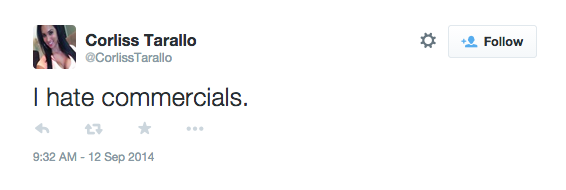 Corliss Tarallo
@CorlissTarallo
Follow
I hate commercials.
9:32 AM - 12 Sep 2014